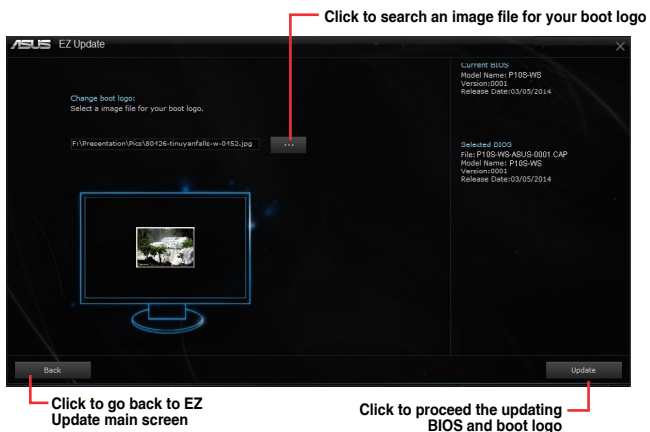 Click to search an image file for your boot logo
ASUS EZ Update
Change boot logo:
Select a image file for your boot logo.
F:\Presentation\Picc\80426-tinuyanfalls-w-0452.jpg
...
Current BIOS
Model Name: P10S-WS
Version:0001
Release Date:03/05/2014
Selected BIOS
File: P10S-WS-ASUS-0001.CAP
Model Name: P10S-WS
Version:0001
Release Date:03/05/2014
Back
Update
Click to go back to EZ
Update main screen
Click to proceed the updating
BIOS and boot logo